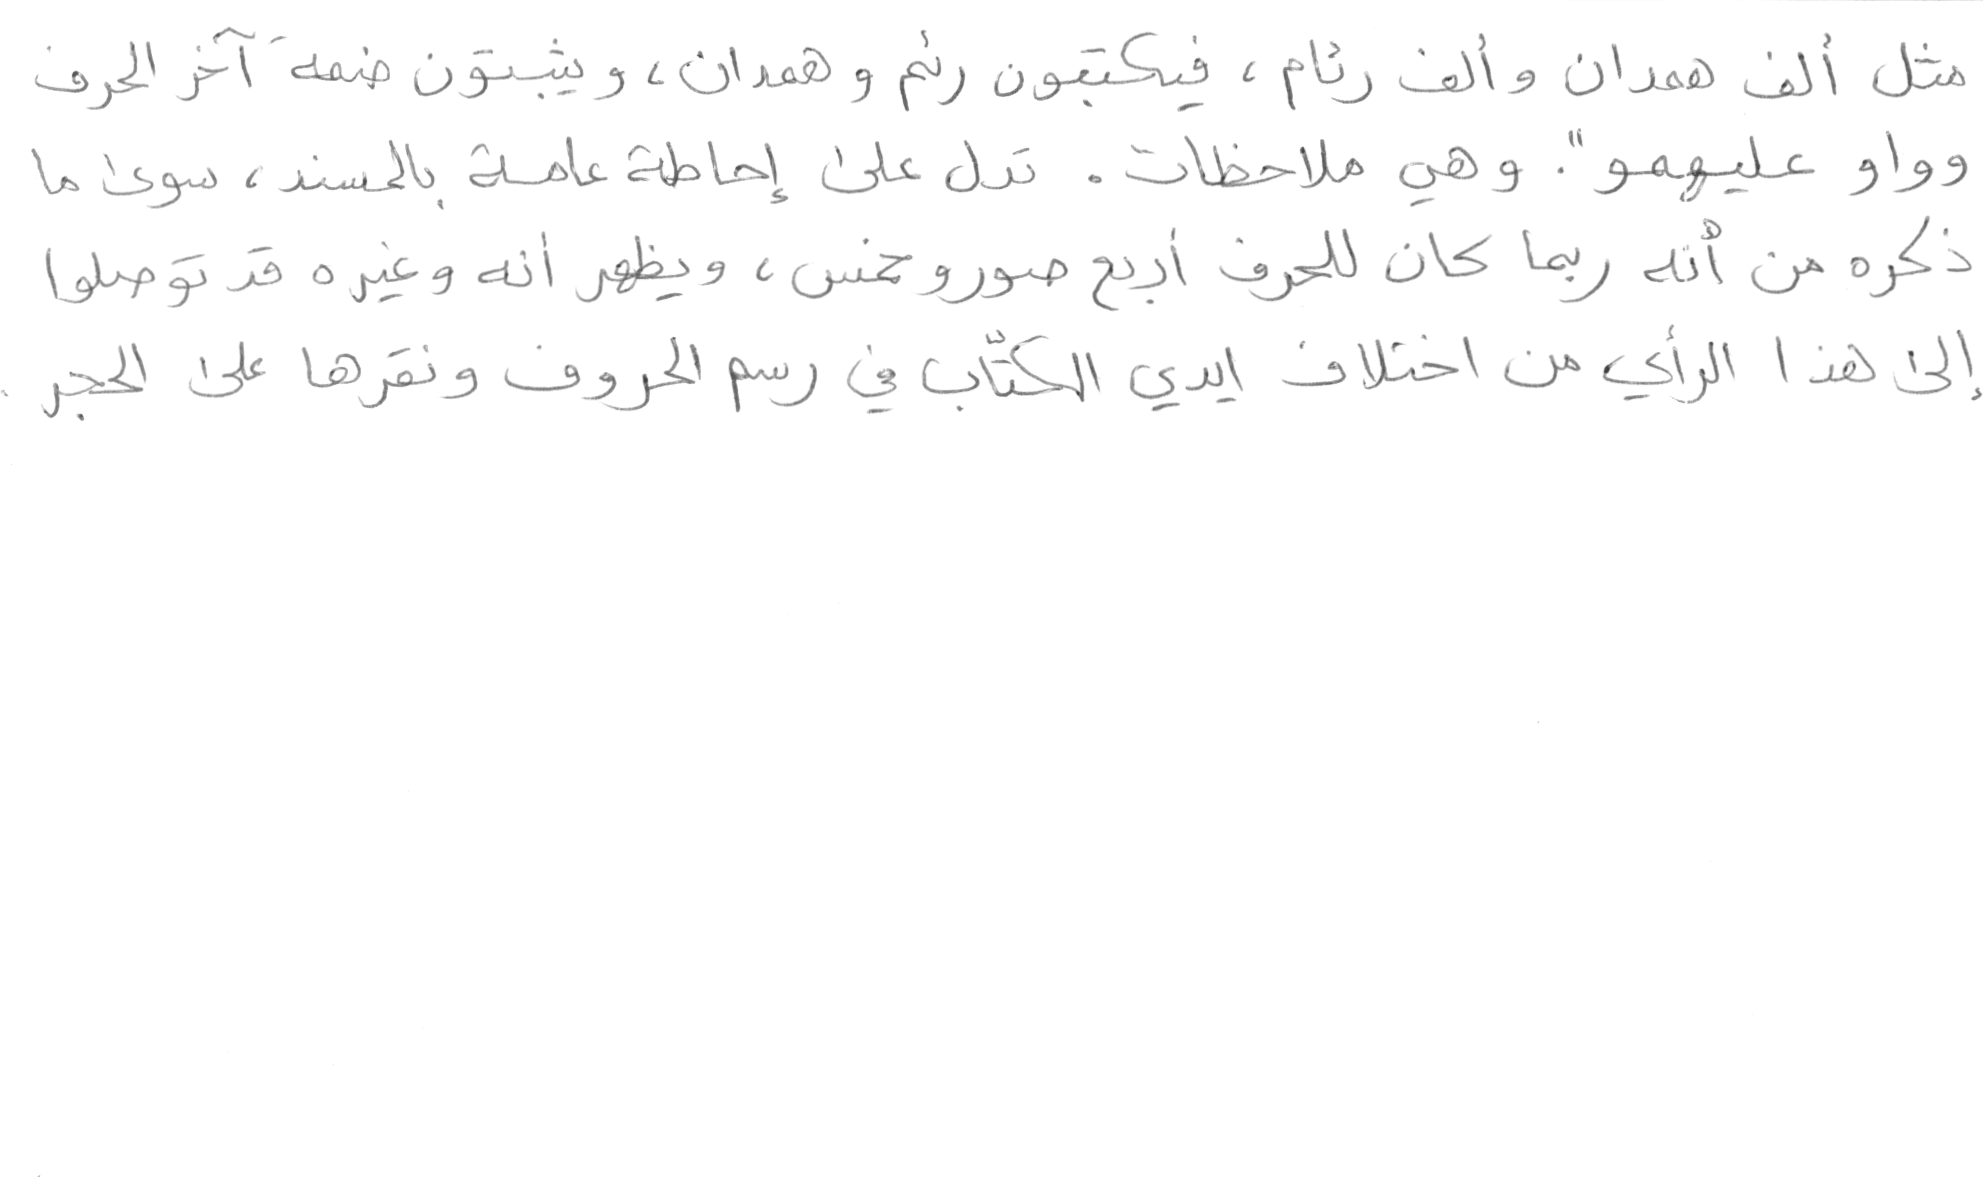 مثل ألف همدان وألف رئام، فيكتبون رئم وهمدان، ويثبتون ضمة آخر الحرف
وواو عليهمو". وهي ملاحظات. تدل على إحاطة عامة بالمسند، سوى ما
ذكره من أنه ربما كان للحرف أربع صور وخمس، ويظهر أنه وغيره قد توصلوا
إلى هذا الرأي من اختلاف ايدي الكتّاب في رسم الحروف ونقرها على الحجر.